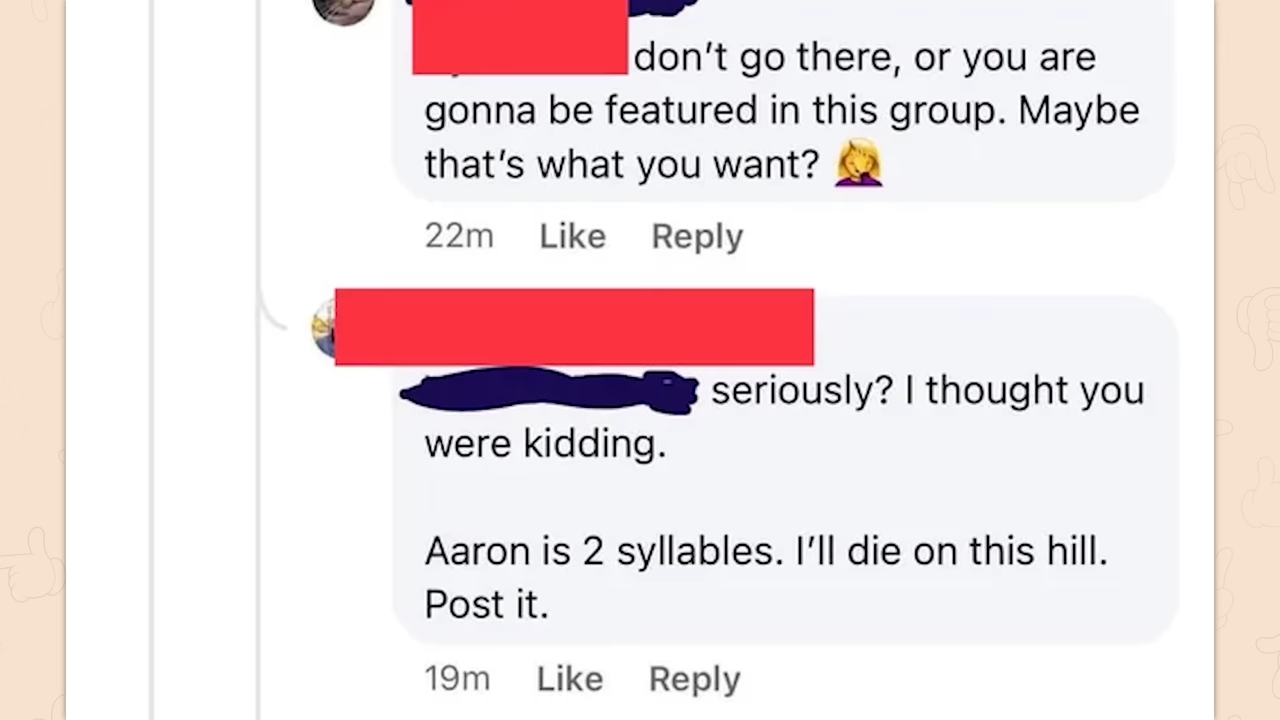 don't go there, or you are
gonna be featured in this group. Maybe
that's what you want? 🤦‍♀️
22m Like Reply
seriously? I thought you
were kidding.
Aaron is 2 syllables. I'll die on this hill.
Post it.
19m Like Reply